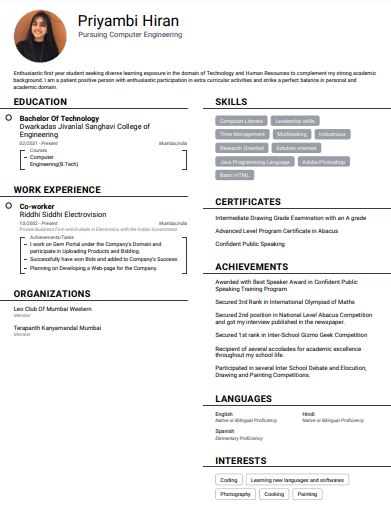 Priyambi Hiran
Pursuing Computer Engineering
Enthusiastic first year student seeking diverse learning exposure in the domain of Technology and Human Resources to complement my strong academic
background. I am a patient positive person with enthusiastic participation in extra curricular activities and strike a perfect balance in personal and
academic domain.
EDUCATION
Bachelor Of Technology
Dwarkadas Jivanlal Sanghavi College of
Engineering
02/2021 - Present
Mumbai,India
Courses
- Computer
Engineering(B.Tech)
WORK EXPERIENCE
Co-worker
Riddhi Siddhi Electrovision
10/2002 - Present
Mumbai,India
Private Business Firm which deals in Electronics with the Indian Government
Achievements/Tasks
- I work on Gem Portal under the Company's Domain and
participate in Uploading Products and Bidding.
- Successfully have won Bids and added to Company's Success.
- Planning on Developing a Web-page for the Company.
ORGANIZATIONS
Leo Club Of Mumbai Western
Member
Terapanth Kanyamandal Mumbai
Member
SKILLS
Computer Literate
Leadership skills
Time Management
Multitasking
Industrious
Research Oriented
Solution oriented
Java Programming Language
Adobe Photoshop
Basic HTML
CERTIFICATES
Intermediate Drawing Grade Examination with an A grade
Advanced Level Program Certificate in Abacus
Confident Public Speaking
ACHIEVEMENTS
Awarded with Best Speaker Award in Confident Public
Speaking Training Program
Secured 3rd Rank in International Olympiad of Maths
Secured 2nd position in National Level Abacus Competition
and got my interview published in the newspaper.
Secured 1st rank in Inter-School Gizmo Geek Competition
Recipient of several accolades for academic excellence
throughout my school life.
Participated in several Inter School Debate and Elocution,
Drawing and Painting Competitions.
LANGUAGES
English
Native or Bilingual Proficiency
Hindi
Native or Bilingual Proficiency
Spanish
Elementary Proficiency
INTERESTS
Coding
Learning new languages and softwares
Photography
Cooking
Painting